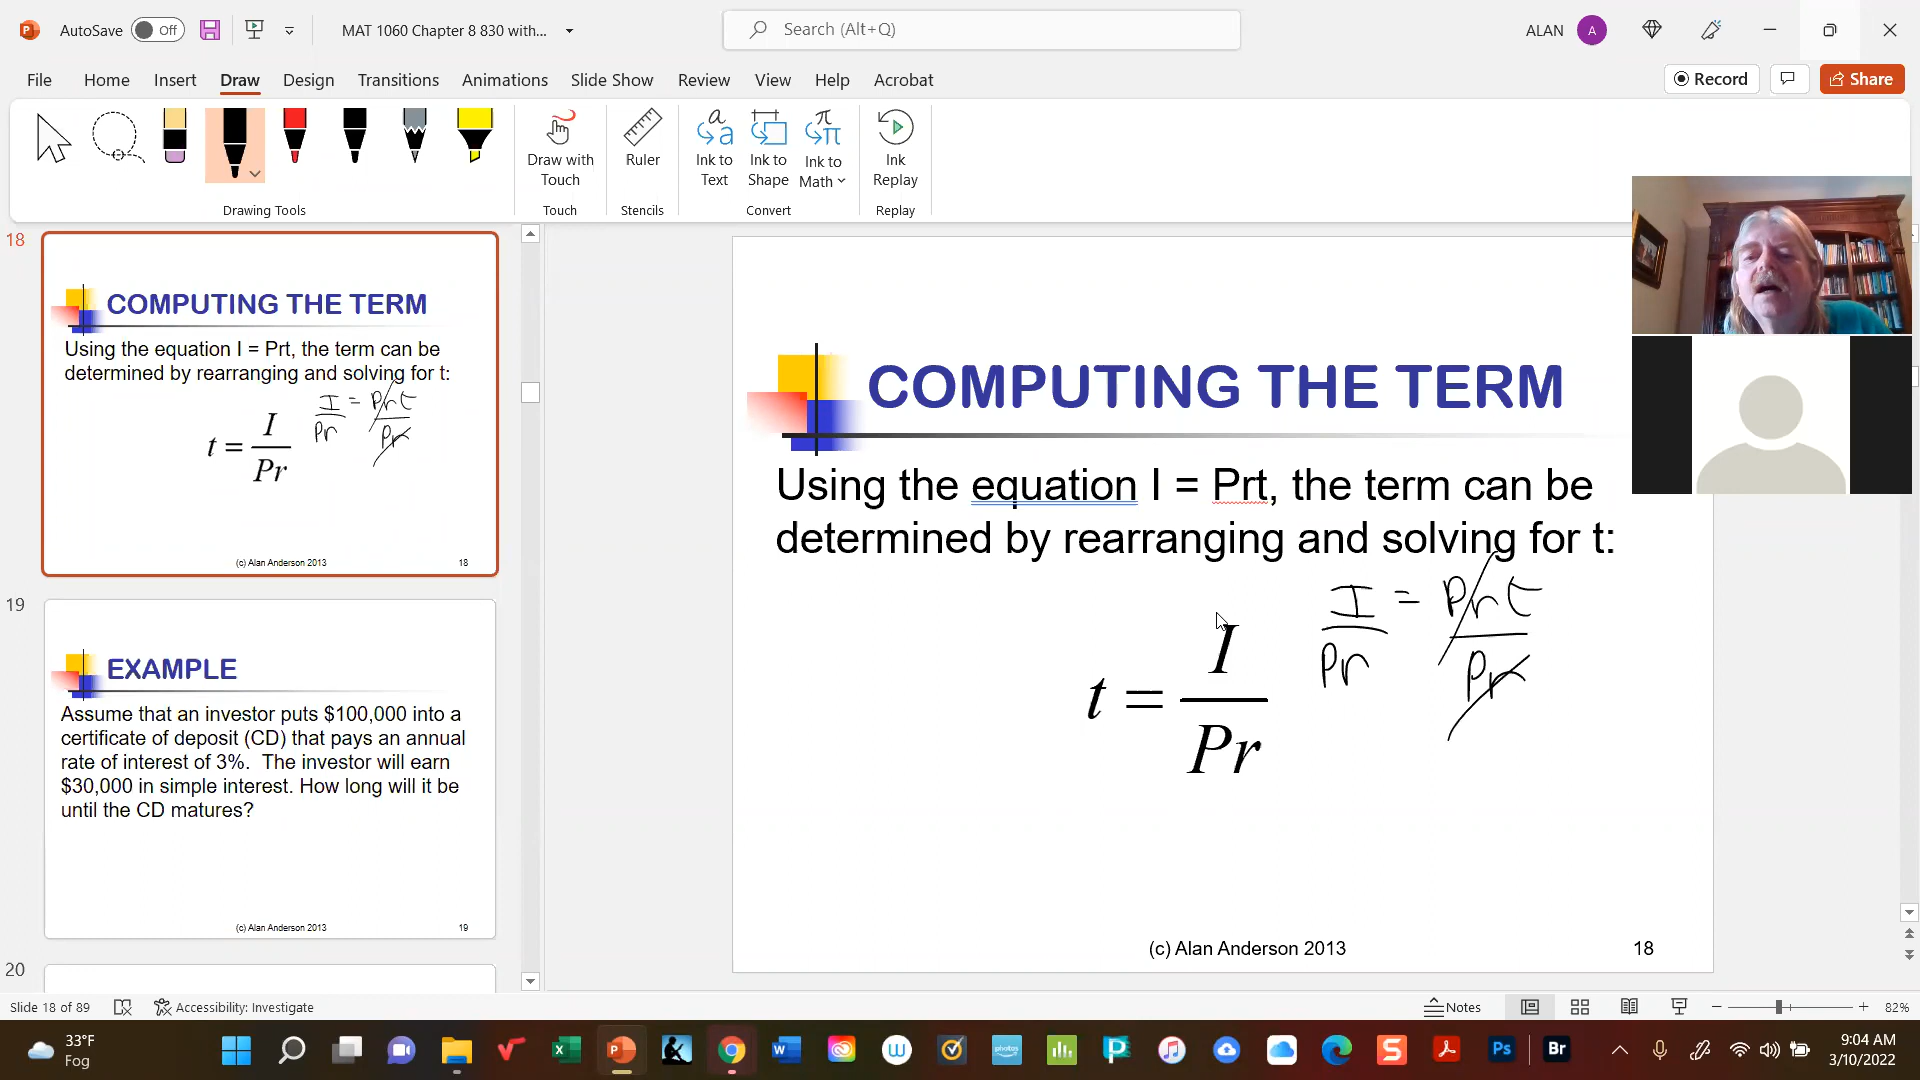 AutoSave Off MAT 1060 Chapter 8 830 with... Search (Alt+Q) ALAN A
File Home Insert Draw Design Transitions Animations Slide Show Review View Help Acrobat Record Share
Draw with Touch
Ruler
Ink to Text
Ink to Shape
Ink to Math
Ink Replay
Drawing Tools Touch Stencils Convert Replay
18
COMPUTING THE TERM
Using the equation I = Prt, the term can be
determined by rearranging and solving for t:
I = Prt
Pr Pr
t = I
Pr
(c) Alan Anderson 2013 18
19
EXAMPLE
Assume that an investor puts $100,000 into a
certificate of deposit (CD) that pays an annual
rate of interest of 3%. The investor will earn
$30,000 in simple interest. How long will it be
until the CD matures?
(c) Alan Anderson 2013 19
20
COMPUTING THE TERM
Using the equation I = Prt, the term can be
determined by rearranging and solving for t:
I = Prt
Pr Pr
t = I
Pr
(c) Alan Anderson 2013 18
Slide 18 of 89 Accessibility: Investigate Notes 82%
33°F
Fog
photos
Ps
Br
9:04 AM
3/10/2022